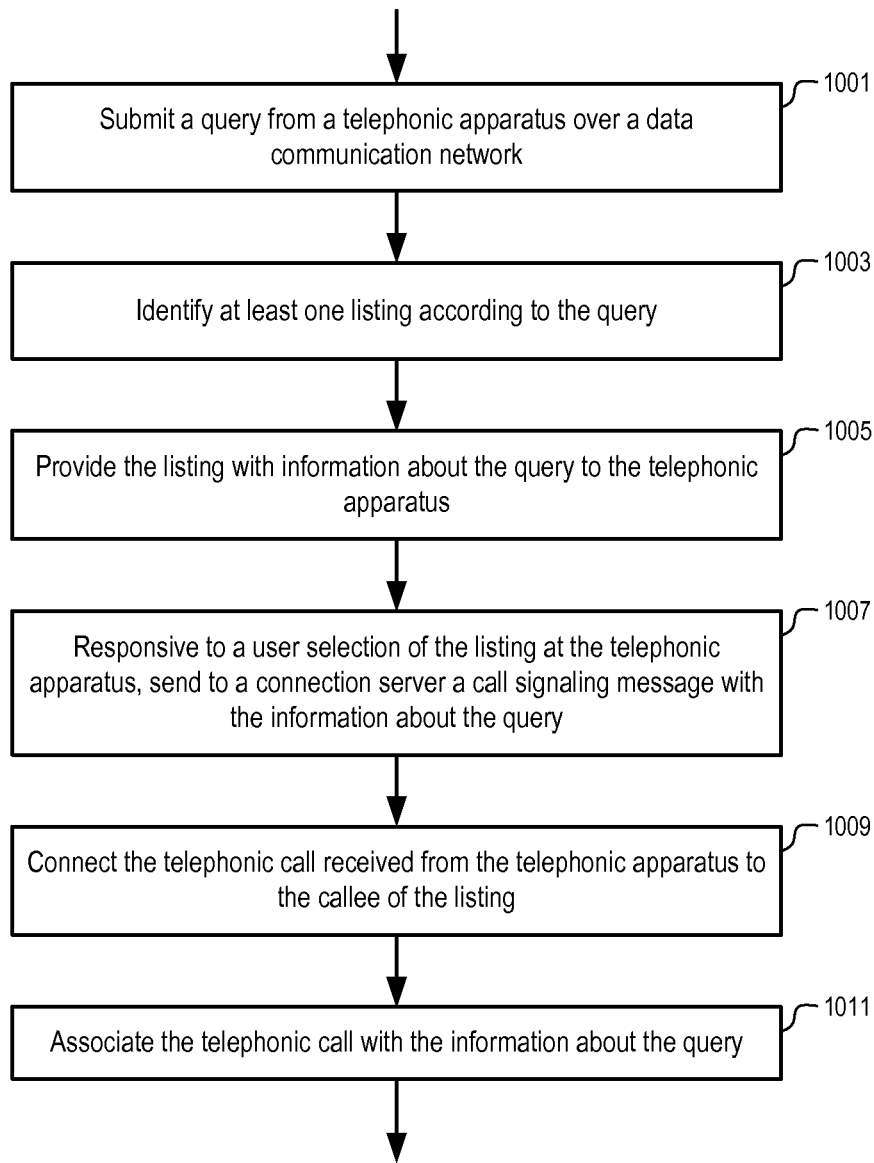 1001
Submit a query from a telephonic apparatus over a data
communication network
1003
Identify at least one listing according to the query
1005
Provide the listing with information about the query to the telephonic
apparatus
1007
Responsive to a user selection of the listing at the telephonic
apparatus, send to a connection server a call signaling message with
the information about the query
1009
Connect the telephonic call received from the telephonic apparatus to
the callee of the listing
1011
Associate the telephonic call with the information about the query